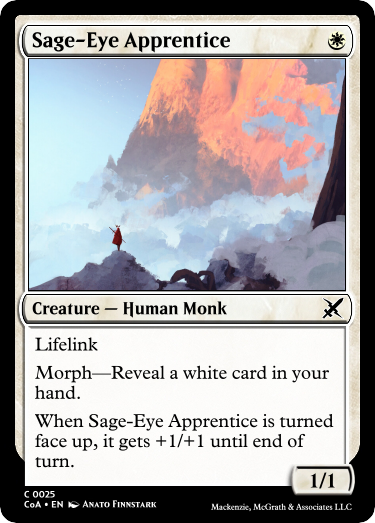 Sage-Eye Apprentice
Creature — Human Monk
Lifelink
Morph—Reveal a white card in your
hand.
When Sage-Eye Apprentice is turned
face up, it gets +1/+1 until end of
turn.
1/1
C 0025
CoA • EN Anato Finnstark
Mackenzie, McGrath & Associates LLC